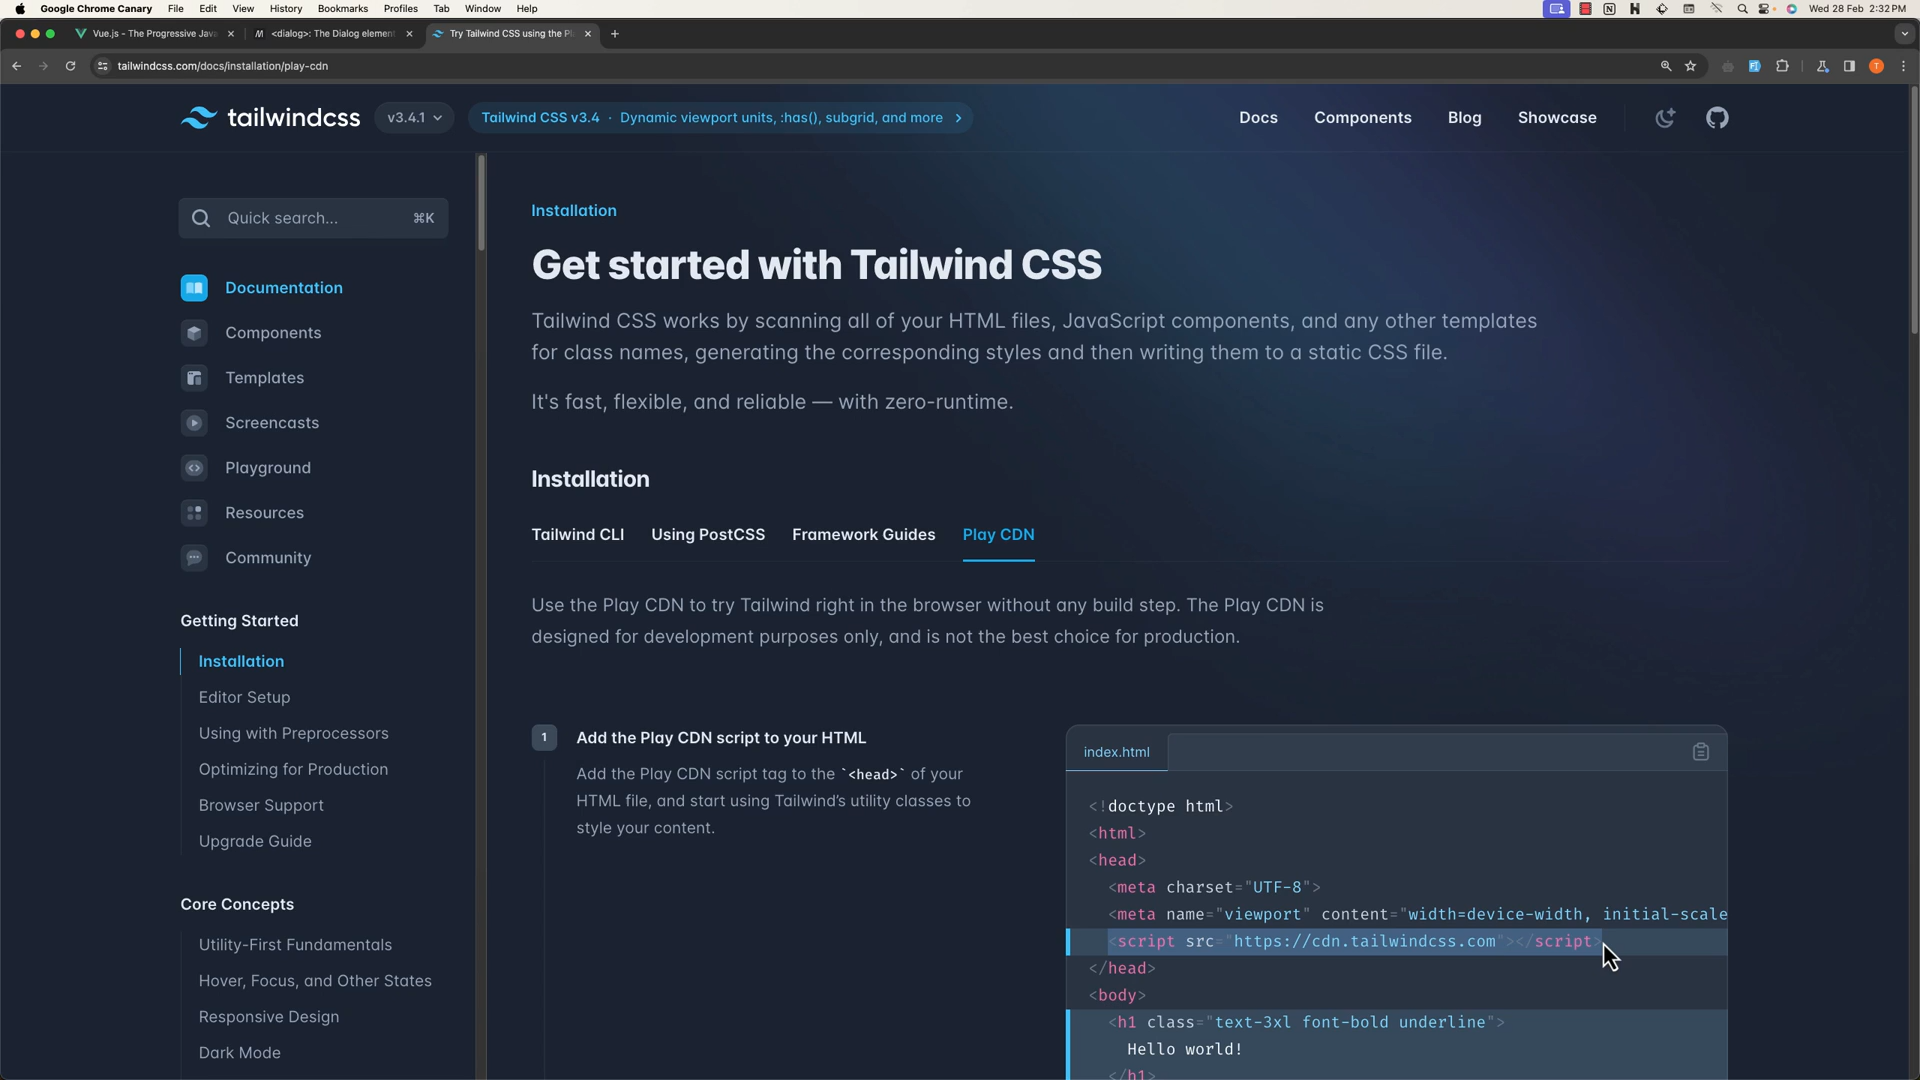 Google Chrome Canary File Edit View History Bookmarks Profiles Tab Window Help Wed 28 Feb 2:32 PM
Vue.js - The Progressive Java
<dialog>: The Dialog element
Try Tailwind CSS using the Pl
tailwindcss.com/docs/installation/play-cdn
T
tailwindcss
v3.4.1
Tailwind CSS v3.4 · Dynamic viewport units, :has(), subgrid, and more
Docs Components Blog Showcase
Quick search... ⌘K
Documentation
Components
Templates
Screencasts
Playground
Resources
Community
Getting Started
Installation
Editor Setup
Using with Preprocessors
Optimizing for Production
Browser Support
Upgrade Guide
Core Concepts
Utility-First Fundamentals
Hover, Focus, and Other States
Responsive Design
Dark Mode
Installation
Get started with Tailwind CSS
Tailwind CSS works by scanning all of your HTML files, JavaScript components, and any other templates
for class names, generating the corresponding styles and then writing them to a static CSS file.
It's fast, flexible, and reliable — with zero-runtime.
Installation
Tailwind CLI Using PostCSS Framework Guides Play CDN
Use the Play CDN to try Tailwind right in the browser without any build step. The Play CDN is
designed for development purposes only, and is not the best choice for production.
1 Add the Play CDN script to your HTML
Add the Play CDN script tag to the `<head>` of your
HTML file, and start using Tailwind's utility classes to
style your content.
index.html
<!doctype html>
<html>
<head>
<meta charset="UTF-8">
<meta name="viewport" content="width=device-width, initial-scale
<script src="https://cdn.tailwindcss.com"></script>
</head>
<body>
<h1 class="text-3xl font-bold underline">
Hello world!
</h1>